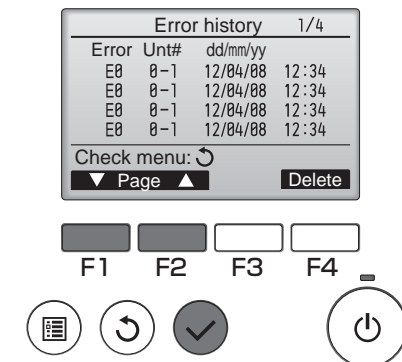 Error history 1/4
Error Unt# dd/mm/yy
E0 0-1 12/04/08 12:34
E0 0-1 12/04/08 12:34
E0 0-1 12/04/08 12:34
E0 0-1 12/04/08 12:34
Check menu:
▼ Page ▲ Delete
F1 F2 F3 F4